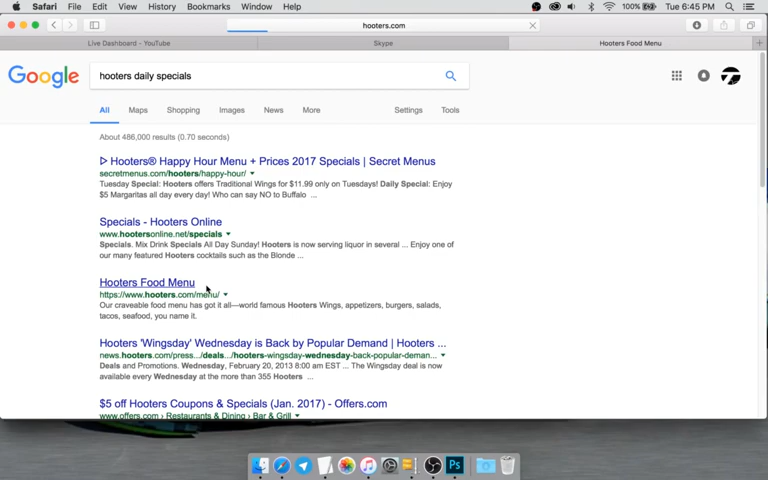 Safari File Edit View History Bookmarks Window Help 100% Tue 6:45 PM
hooters.com
Live Dashboard - YouTube Skype Hooters Food Menu
Google hooters daily specials
All Maps Shopping Images News More Settings Tools
About 486,000 results (0.70 seconds)
Hooters® Happy Hour Menu + Prices 2017 Specials | Secret Menus
secretmenus.com/hooters/happy-hour/
Tuesday Special: Hooters offers Traditional Wings for $11.99 only on Tuesdays! Daily Special: Enjoy
$5 Margaritas all day every day! Who can say NO to Buffalo ...
Specials - Hooters Online
www.hootersonline.net/specials
Specials. Mix Drink Specials All Day Sunday! Hooters is now serving liquor in several ... Enjoy one of
our many featured Hooters cocktails such as the Blonde ...
Hooters Food Menu
https://www.hooters.com/menu/
Our craveable food menu has got it all—world famous Hooters Wings, appetizers, burgers, salads,
tacos, seafood, you name it.
Hooters 'Wingsday' Wednesday is Back by Popular Demand | Hooters ...
news.hooters.com/press.../deals.../hooters-wingsday-wednesday-back-popular-deman...
Deals and Promotions. Wednesday, February 20, 2013 8:00 am EST ... The Wingsday deal is now
available every Wednesday at the more than 355 Hooters ...
$5 off Hooters Coupons & Specials (Jan. 2017) - Offers.com
www.offers.com › Restaurants & Dining › Bar & Grill
Ps